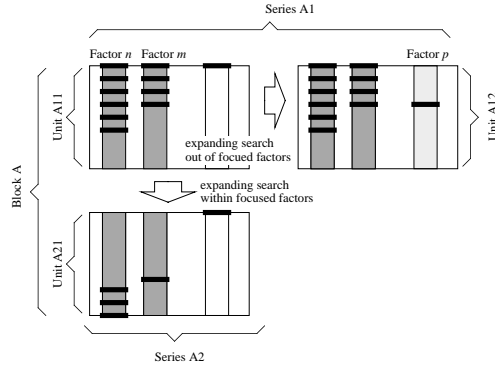 Series A1
Factor n Factor m
Factor p
Block A
Unit A11
Unit A12
expanding search
out of focued factors
expanding search
within focused factors
Unit A21
Series A2